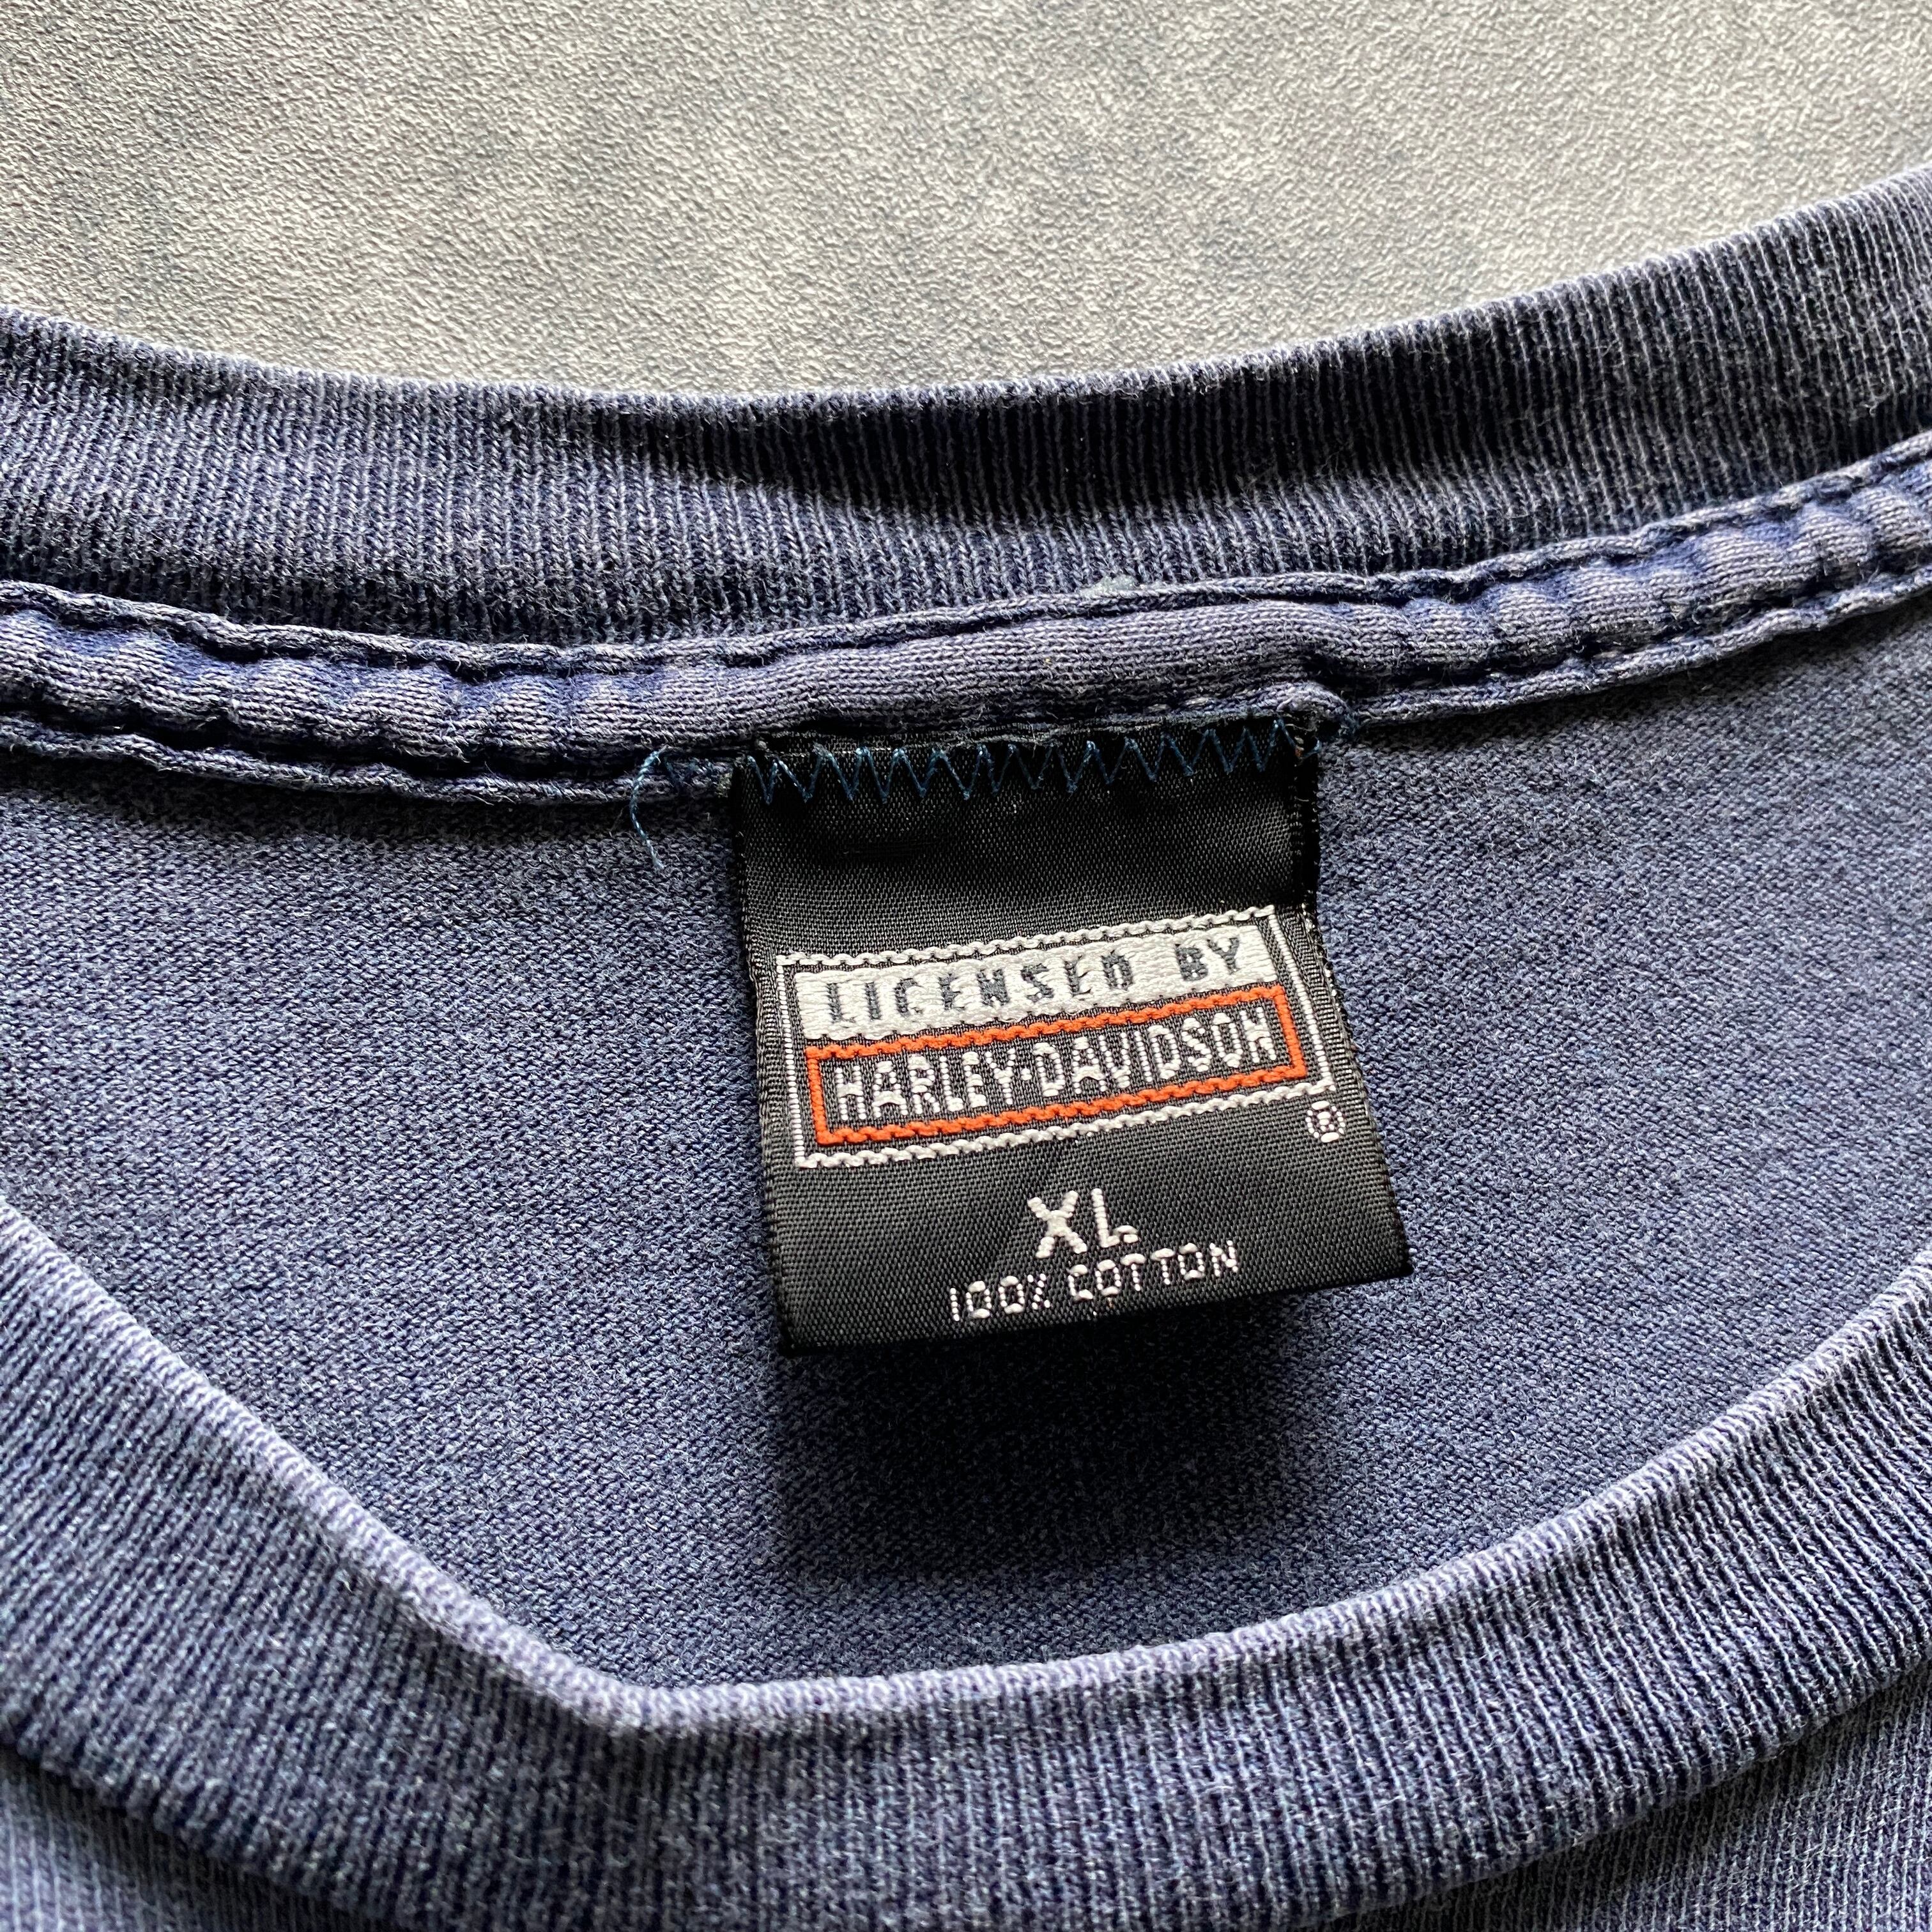 LICENSED BY
HARLEY-DAVIDSON
®
XL
100% COTTON